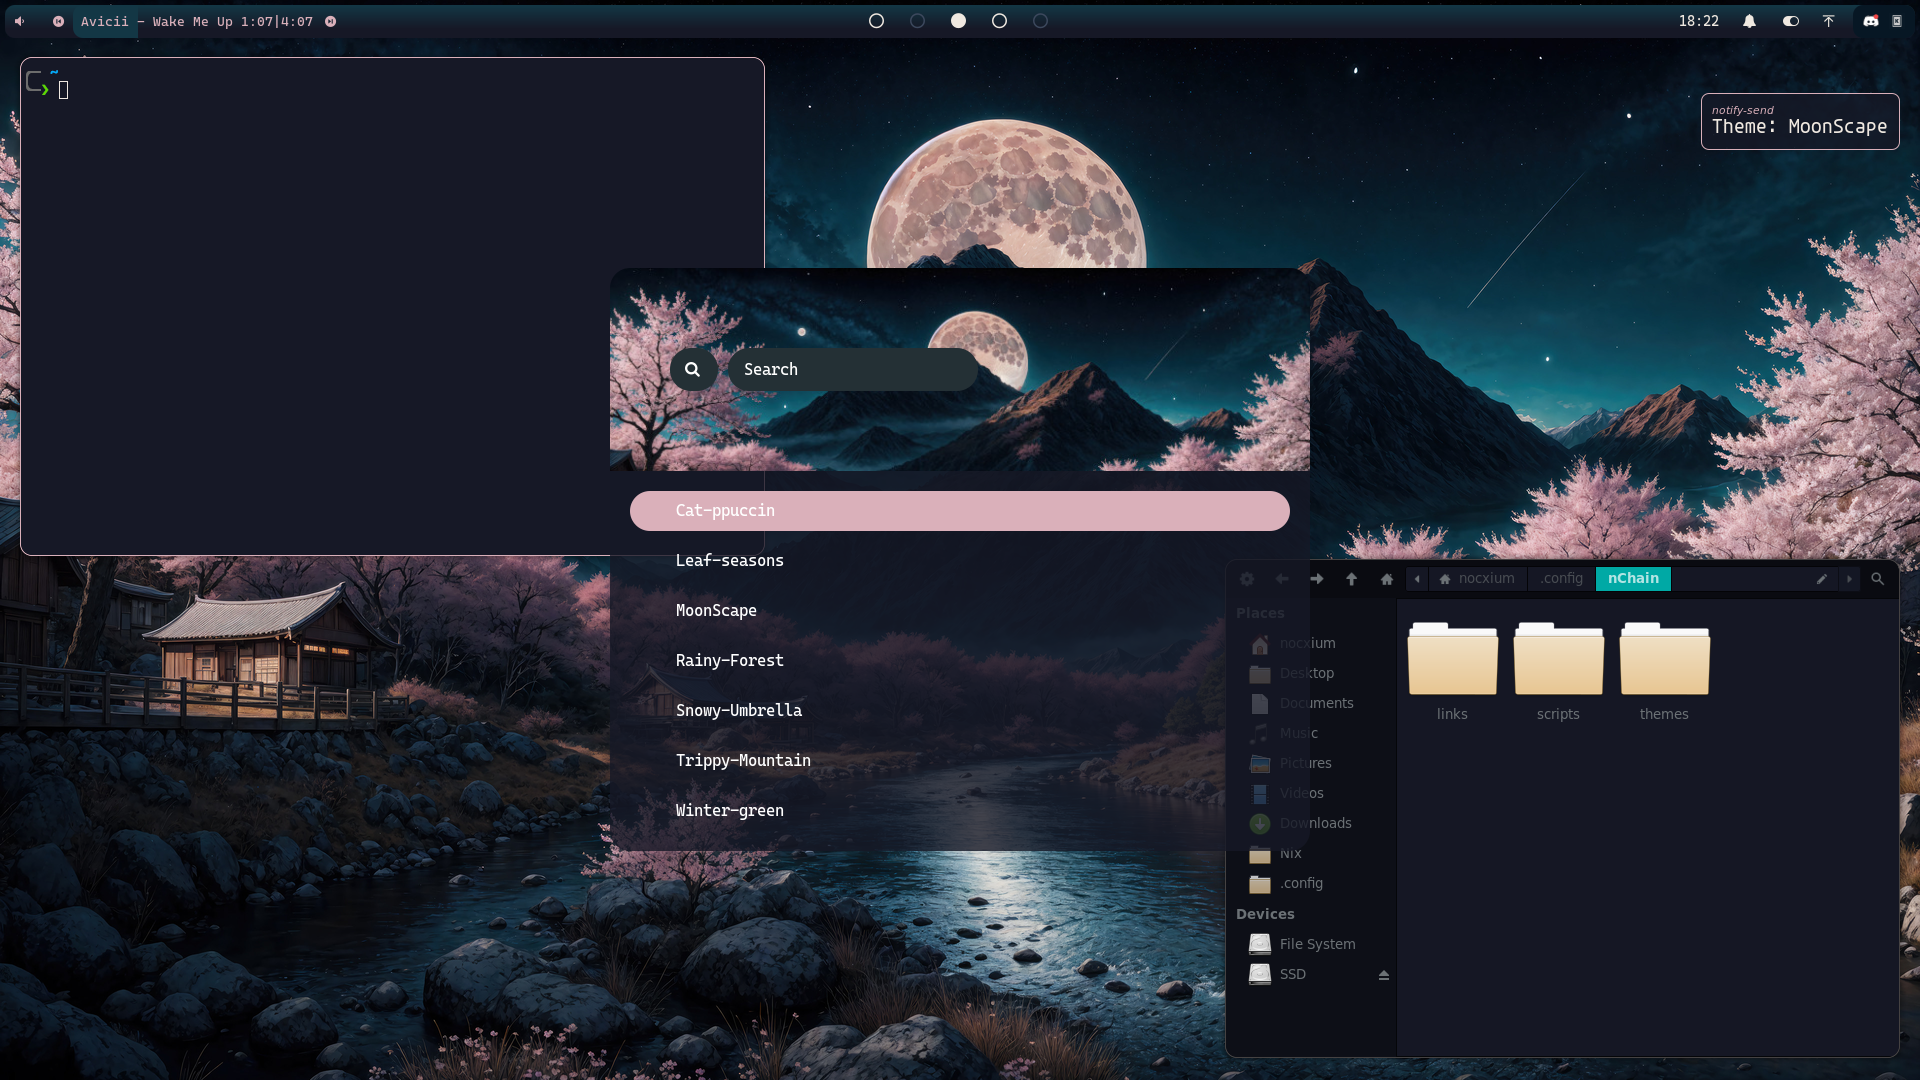 Avicii – Wake Me Up 1:07|4:07
18:22
~
❯
notify-send
Theme: MoonScape
Search
Cat-ppuccin
Leaf-seasons
MoonScape
Rainy-Forest
Snowy-Umbrella
Trippy-Mountain
Winter-green
nocxium
.config
nChain
Places
nocxium
Desktop
Documents
Music
Pictures
Videos
Downloads
Nix
.config
Devices
File System
SSD
links
scripts
themes